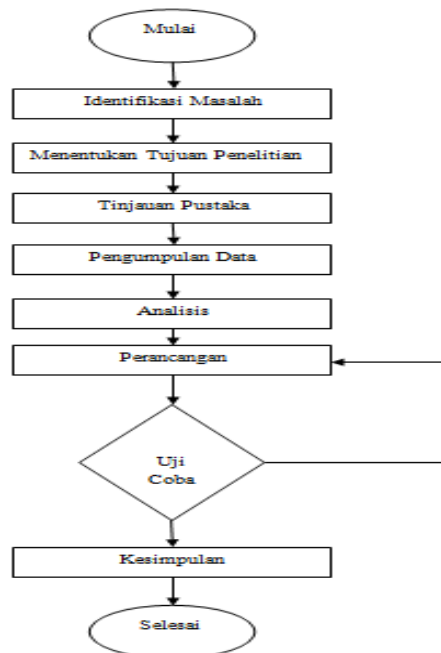 Mulai
Identifikasi Masalah
Menentukan Tujuan Penelitian
Tinjauan Pustaka
Pengumpulan Data
Analisis
Perancangan
Uji
Coba
Kesimpulan
Selesai